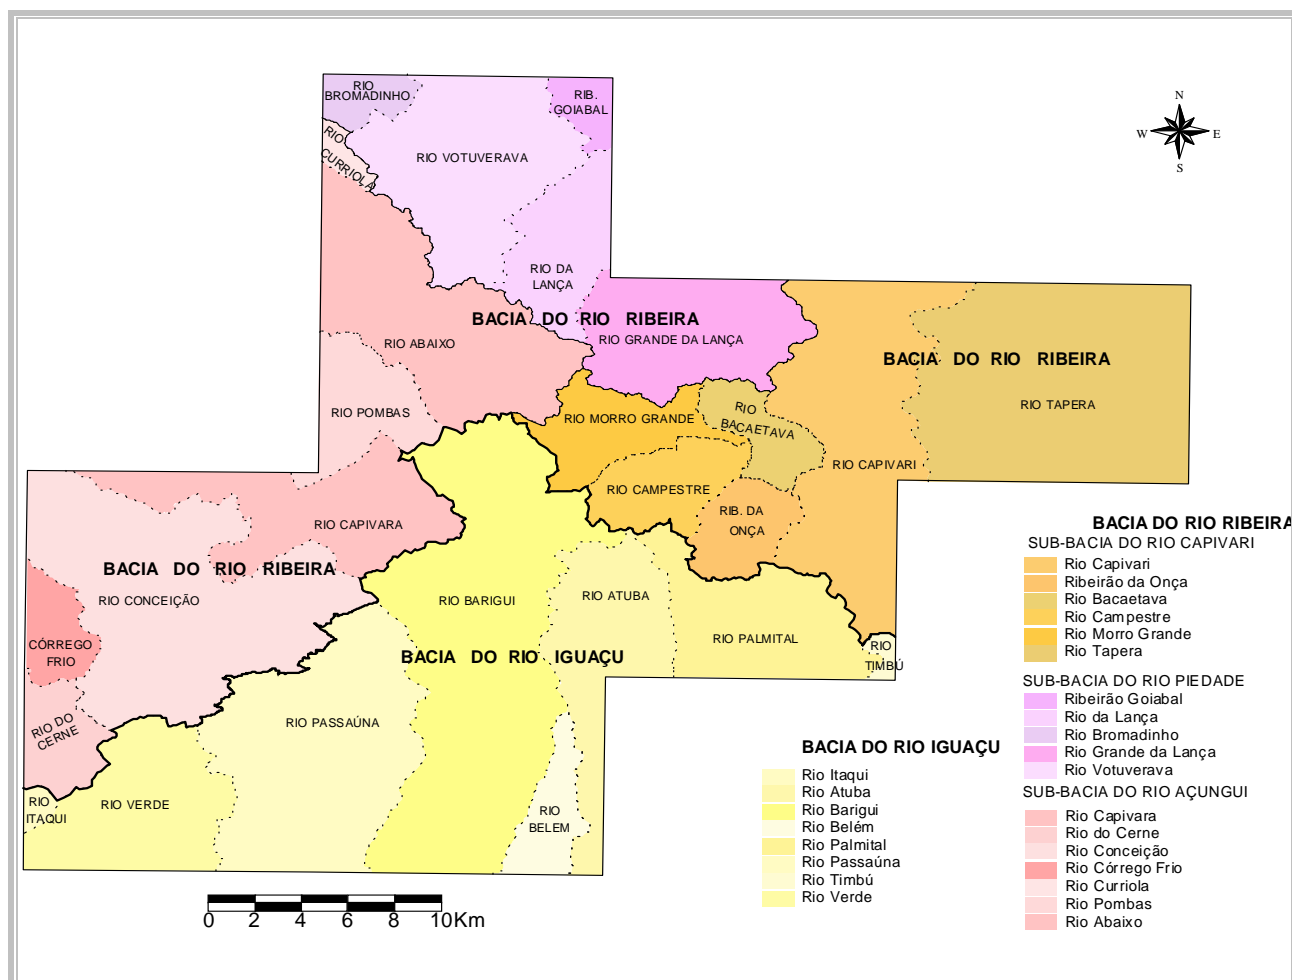 RIO
BROMADINHO
RIB.
GOIABAL
N
W
E
S
RIO
CURRIOLA
RIO VOTUVERAVA
RIO DA
LANÇA
BACIA DO RIO RIBEIRA
RIO ABAIXO
RIO GRANDE DA LANÇA
BACIA DO RIO RIBEIRA
RIO TAPERA
RIO POMBAS
RIO MORRO GRANDE
RIO
BACAETAVA
RIO CAPIVARI
RIO CAMPESTRE
RIB. DA
ONÇA
RIO CAPIVARA
BACIA DO RIO RIBEIRA
RIO CONCEIÇÃO
RIO BARIGUI
RIO ATUBA
RIO PALMITAL
RIO
TIMBÚ
CÓRREGO
FRIO
BACIA DO RIO IGUAÇU
RIO DO
CERNE
RIO PASSAÚNA
RIO
ITAQUI
RIO VERDE
RIO
BELEM
0 2 4 6 8 10Km
BACIA DO RIO IGUAÇU
Rio Itaqui
Rio Atuba
Rio Barigui
Rio Belém
Rio Palmital
Rio Passaúna
Rio Timbú
Rio Verde
BACIA DO RIO RIBEIRA
SUB-BACIA DO RIO CAPIVARI
Rio Capivari
Ribeirão da Onça
Rio Bacaetava
Rio Campestre
Rio Morro Grande
Rio Tapera
SUB-BACIA DO RIO PIEDADE
Ribeirão Goiabal
Rio da Lança
Rio Bromadinho
Rio Grande da Lança
Rio Votuverava
SUB-BACIA DO RIO AÇUNGUI
Rio Capivara
Rio do Cerne
Rio Conceição
Rio Córrego Frio
Rio Curriola
Rio Pombas
Rio Abaixo